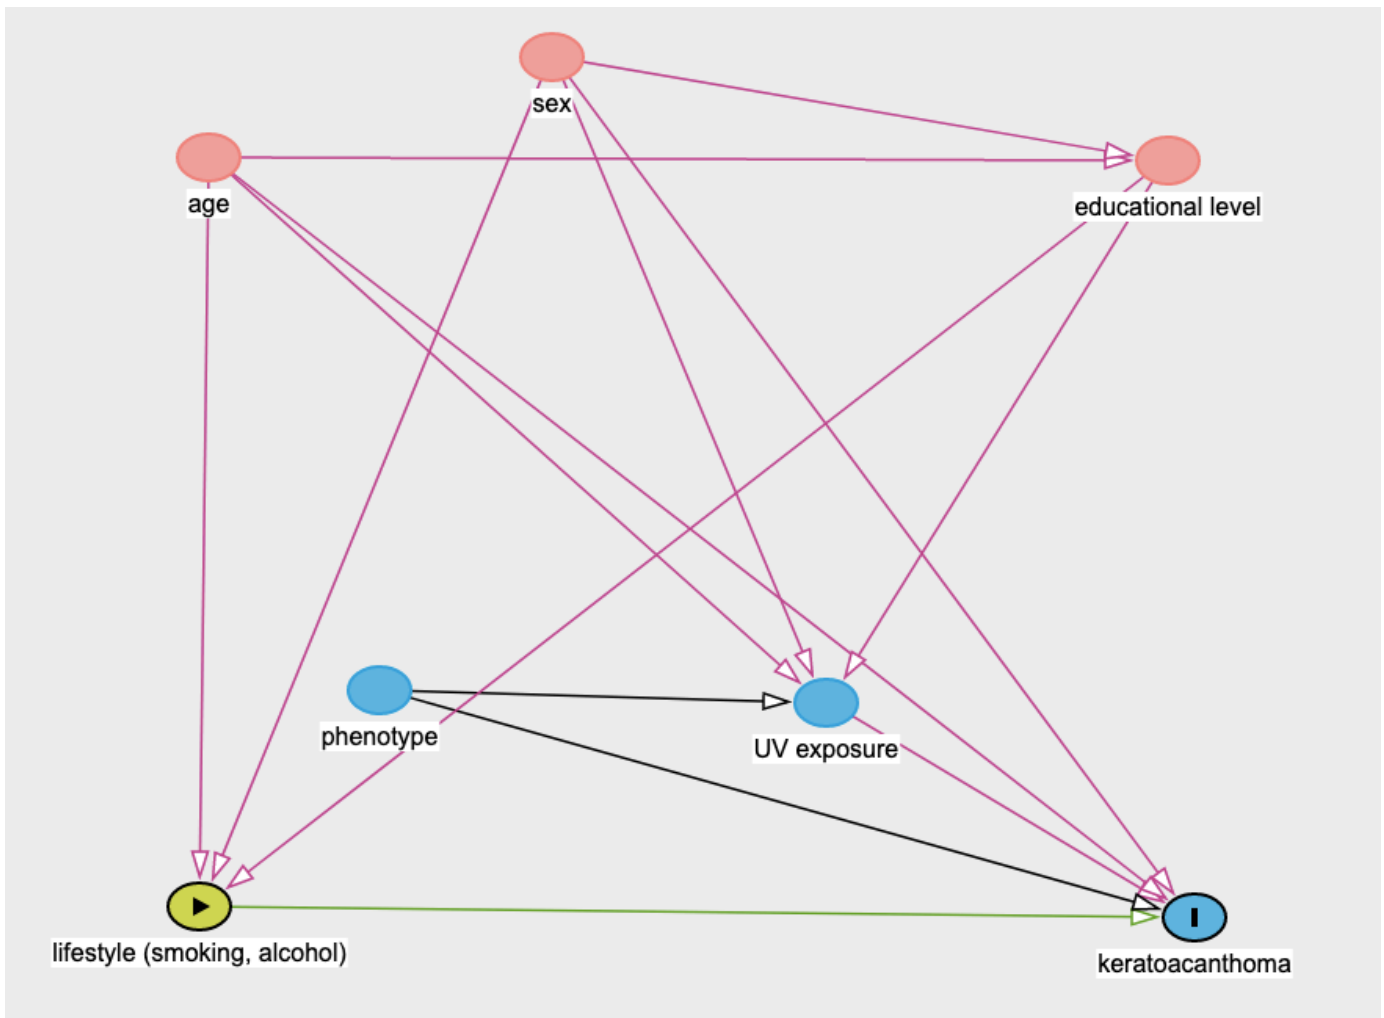 sex
age
educational level
phenotype
UV exposure
lifestyle (smoking, alcohol)
keratoacanthoma